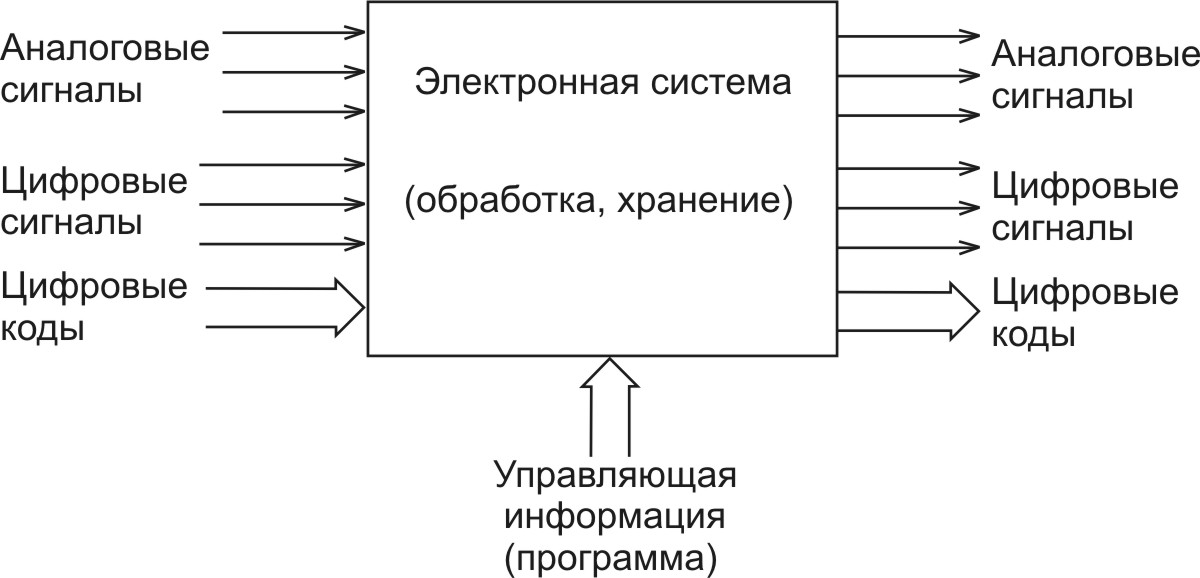 Аналоговые
сигналы
Цифровые
сигналы
Цифровые
коды
Электронная система
(обработка, хранение)
Аналоговые
сигналы
Цифровые
сигналы
Цифровые
коды
Управляющая
информация
(программа)